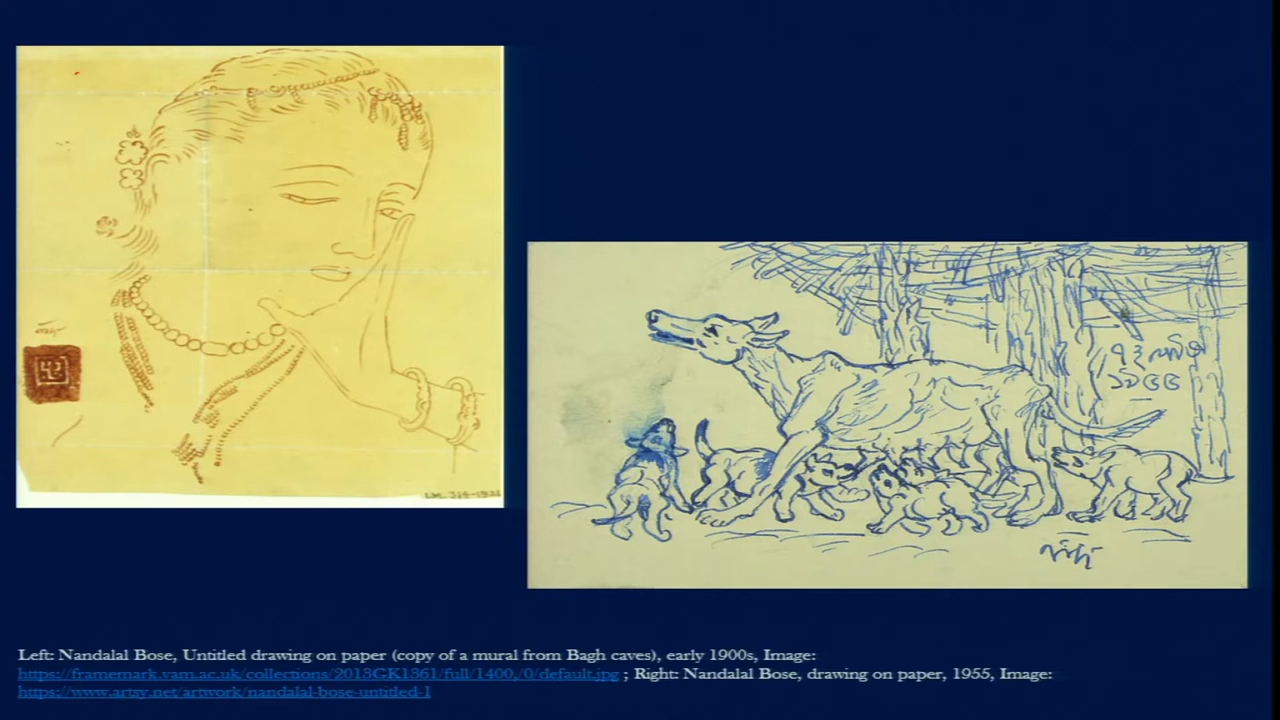 I.M. 314-1921
Left: Nandalal Bose, Untitled drawing on paper (copy of a mural from Bagh caves), early 1900s, Image:
https://framemark.vam.ac.uk/collections/2013GK1361/full/1400,/0/default.jpg ; Right: Nandalal Bose, drawing on paper, 1955, Image:
https://www.artsy.net/artwork/nandalal-bose-untitled-1